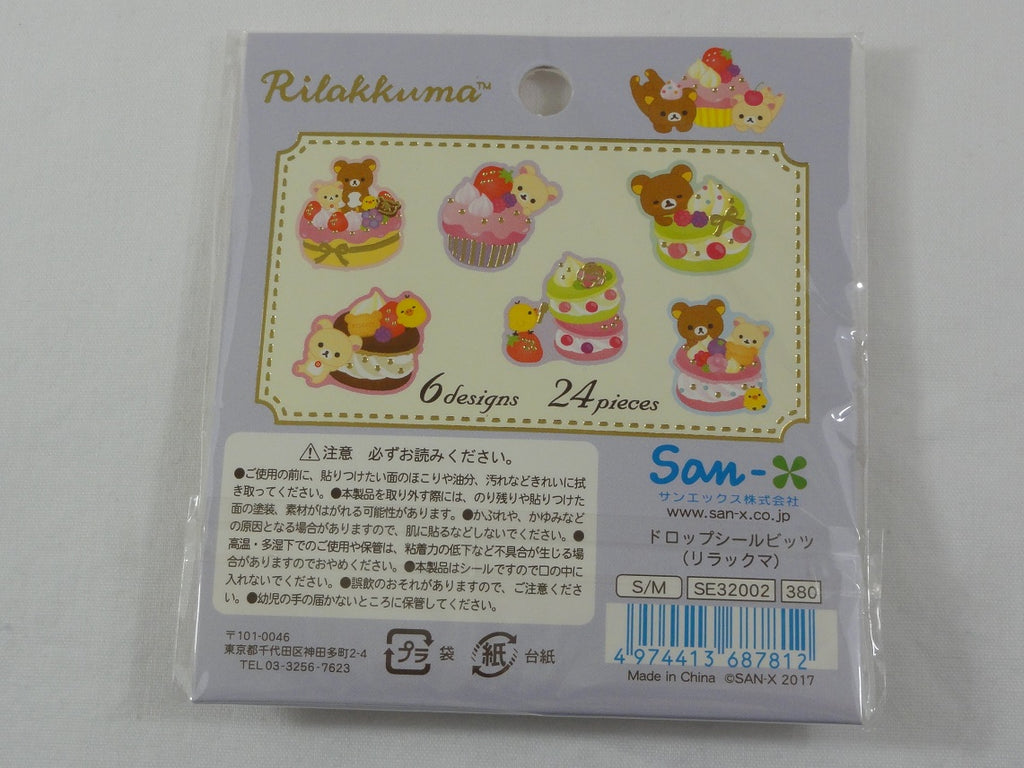 Rilakkuma™
6 designs 24 pieces
⚠注意 必ずお読みください。
●ご使用の前に、貼りつけたい面のほこりや油分、汚れなどきれいに拭
き取ってください。●本製品を取り外す際には、のり残りや貼りつけた
面の塗装、素材がはがれる可能性があります。●かぶれや、かゆみなど
の原因となる場合がありますので、肌に貼るなどしないでください。●
高温・多湿下でのご使用や保管は、粘着力の低下など不具合が生じる場
合がありますのでおやめください。●本製品はシールですので口の中に
入れないでください。●誤飲のおそれがありますので、ご注意くださ
い。●幼児の手の届かないところに保管してください。
〒101-0046
東京都千代田区神田多町2-4
TEL 03-3256-7623
プラ 袋 紙 台紙
San-X
サンエックス株式会社
www.san-x.co.jp
ドロップシールビッツ
(リラックマ)
S/M SE32002 380
4 974413 687812
Made in China ©SAN-X 2017